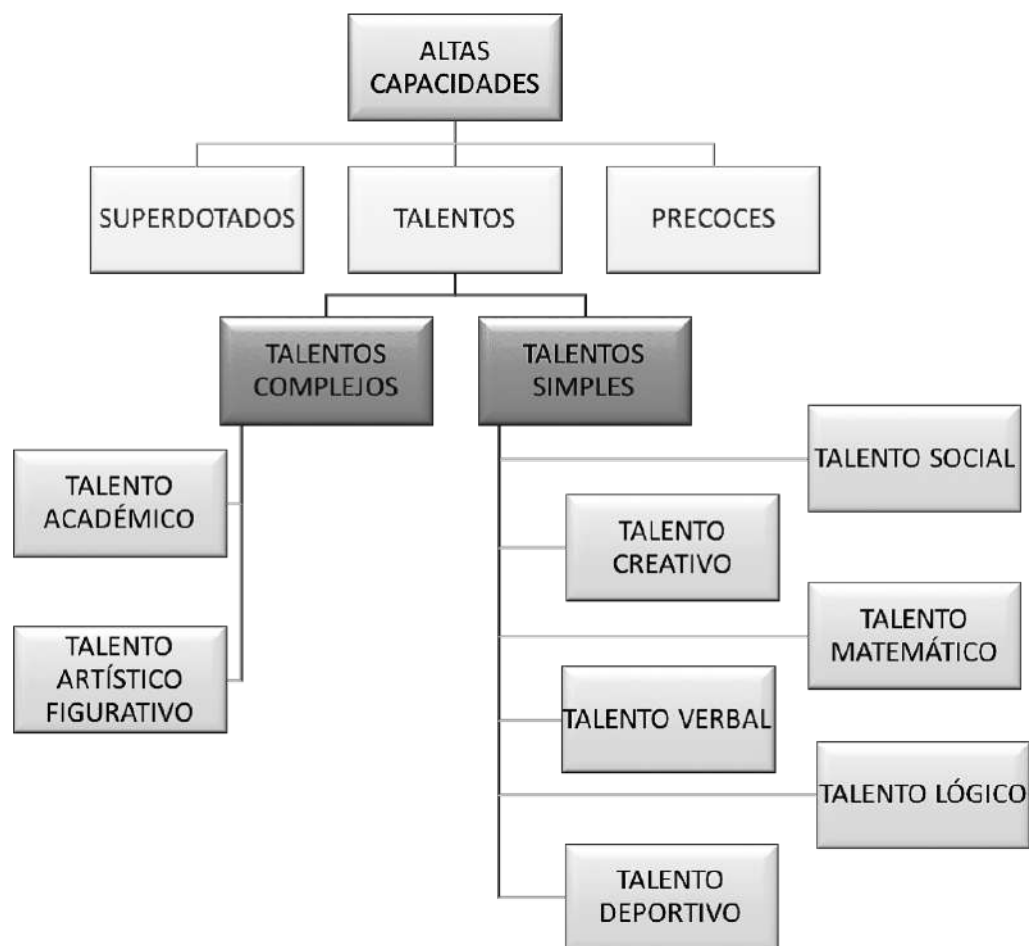 ALTAS
CAPACIDADES
SUPERDOTADOS
TALENTOS
PRECOCES
TALENTOS
COMPLEJOS
TALENTOS
SIMPLES
TALENTO
ACADÉMICO
TALENTO
ARTÍSTICO
FIGURATIVO
TALENTO SOCIAL
TALENTO
CREATIVO
TALENTO
MATEMÁTICO
TALENTO VERBAL
TALENTO LÓGICO
TALENTO
DEPORTIVO